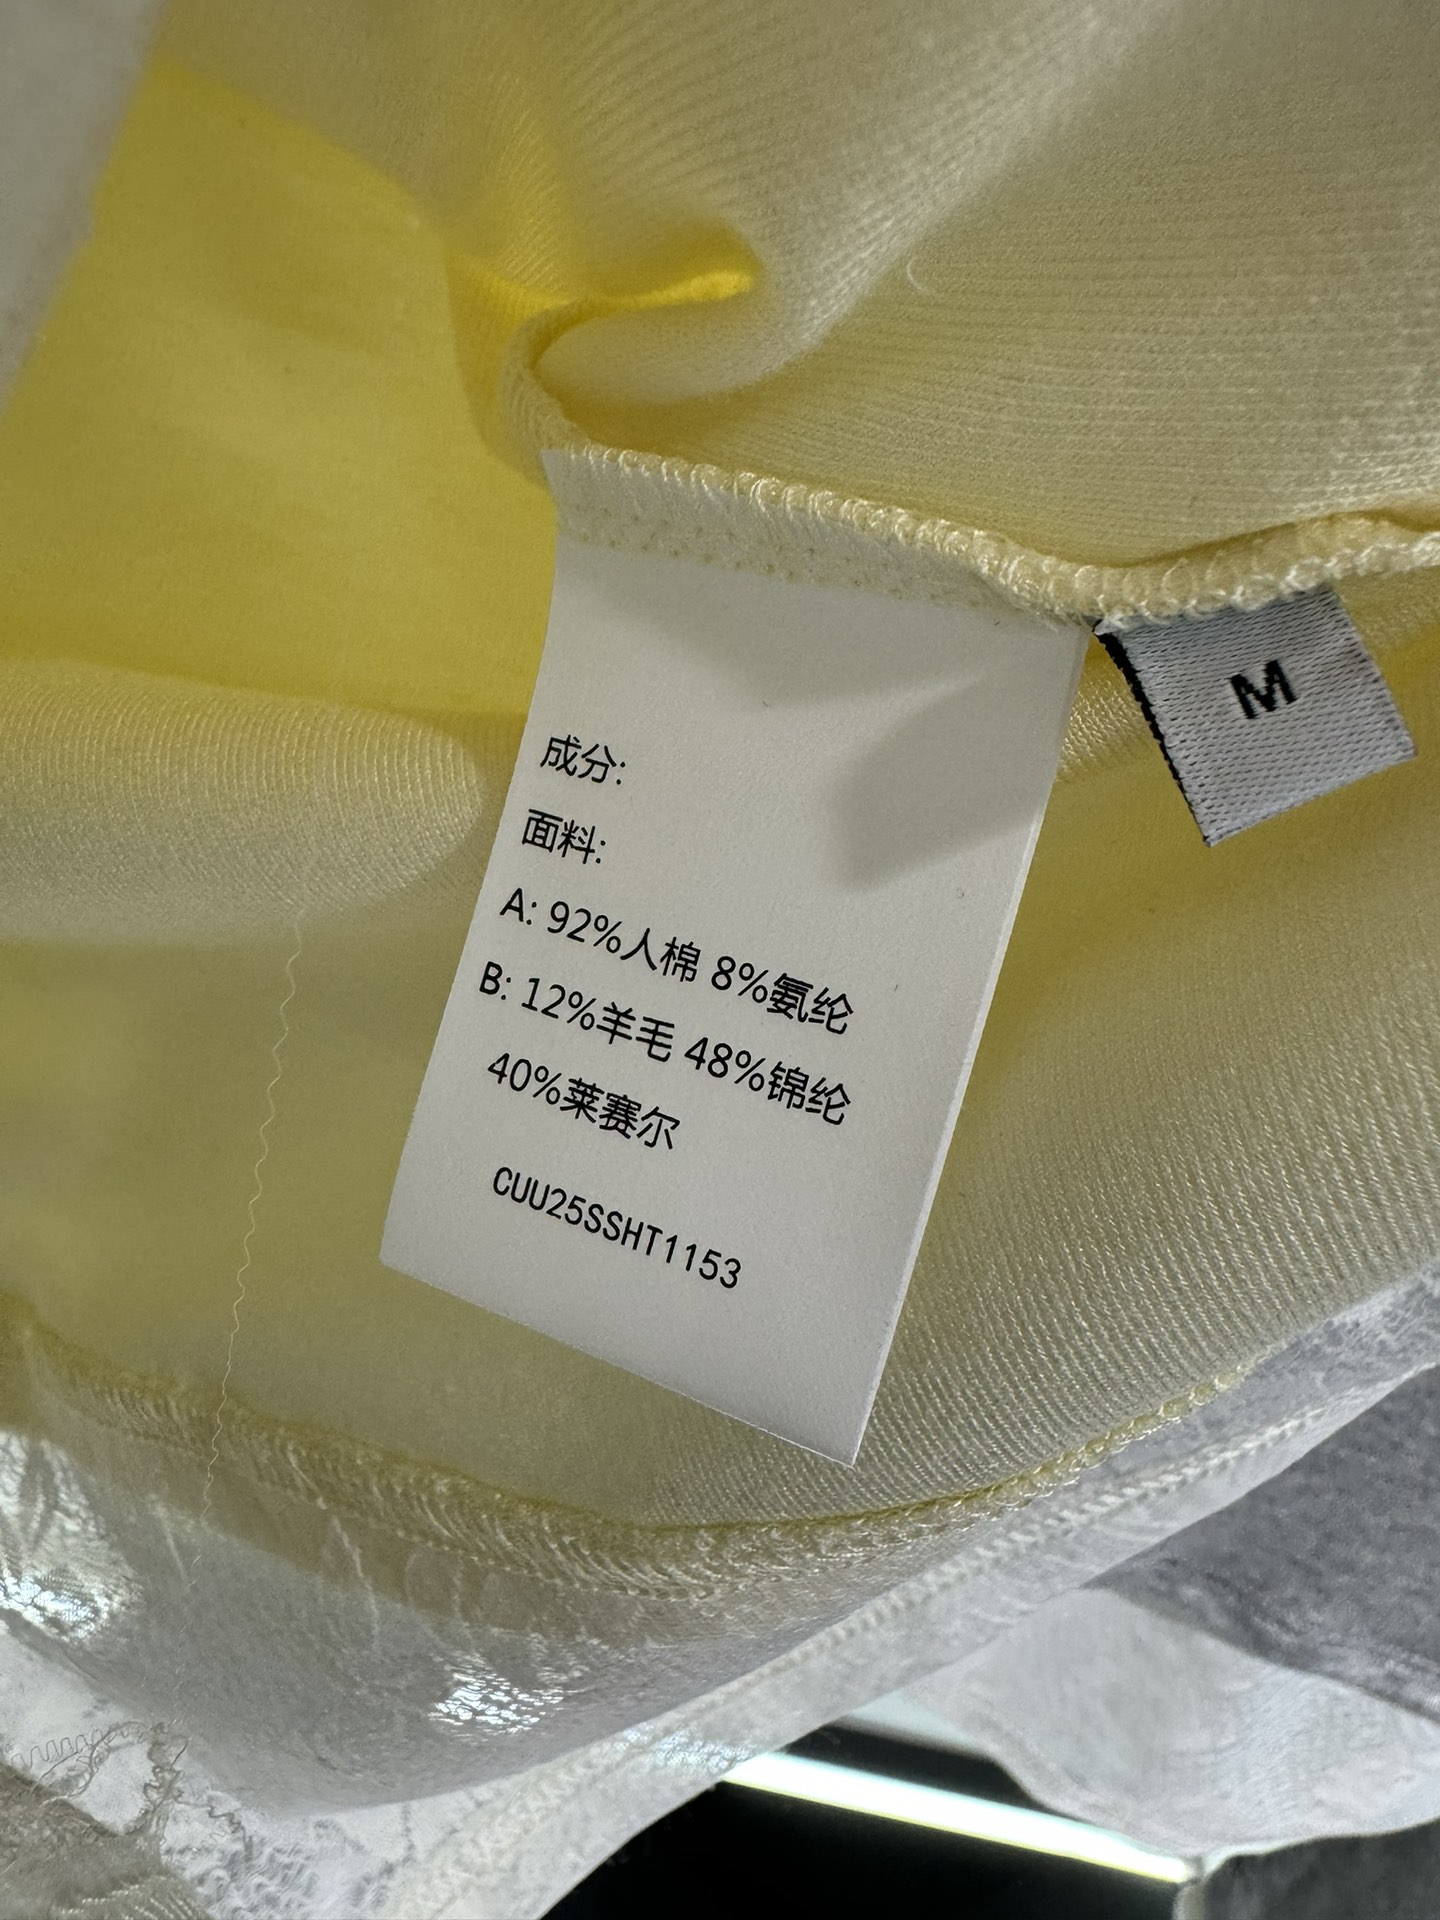 成分:
面料:
A: 92%人棉 8%氨纶
B: 12%羊毛 48%锦纶
40%莱赛尔
CUU25SSHT1153
M